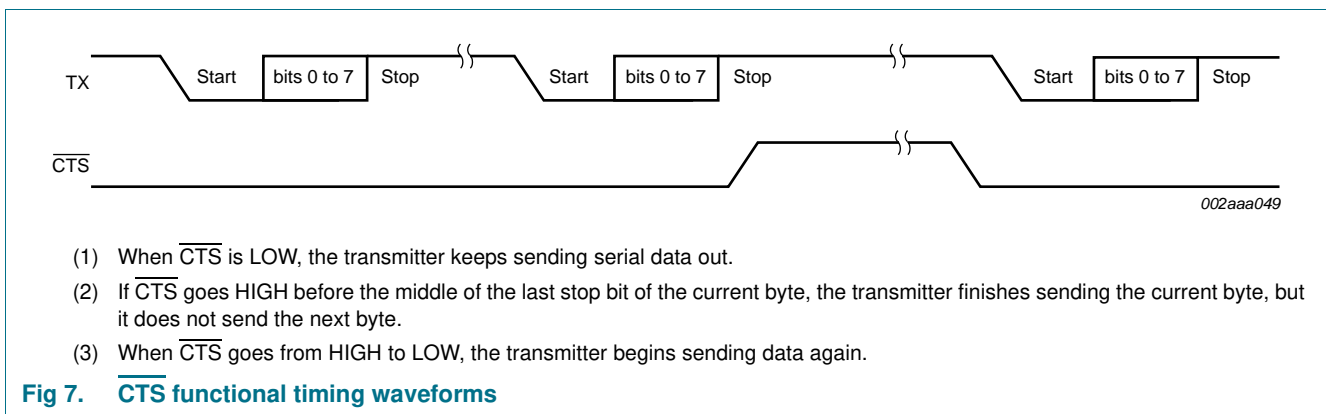 TX Start bits 0 to 7 Stop Start bits 0 to 7 Stop Start bits 0 to 7 Stop
CTS
002aaa049
(1) When CTS is LOW, the transmitter keeps sending serial data out.
(2) If CTS goes HIGH before the middle of the last stop bit of the current byte, the transmitter finishes sending the current byte, but
it does not send the next byte.
(3) When CTS goes from HIGH to LOW, the transmitter begins sending data again.
Fig 7. CTS functional timing waveforms